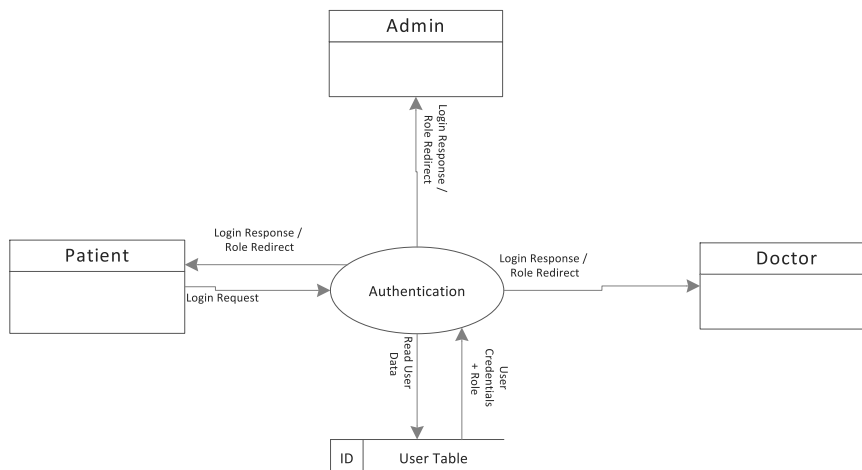 Admin
Login Response /
Role Redirect
Login Response /
Role Redirect
Patient
Login Request
Authentication
Login Response /
Role Redirect
Doctor
Read User
Data
User
Credentials
+ Role
ID
User Table